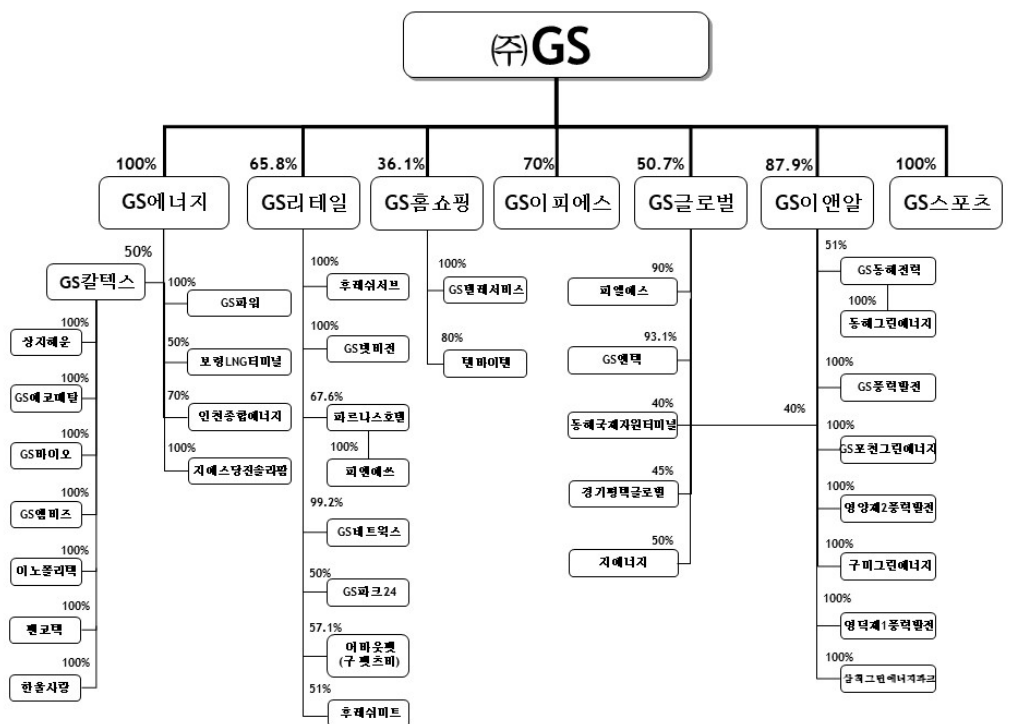 ㈜GS
100%
65.8%
36.1%
70%
50.7%
87.9%
100%
GS에너지
GS리테일
GS홈쇼핑
GS이피에스
GS글로벌
GS이앤알
GS스포츠
50%
GS칼텍스
100%
상지해운
100%
GS에코메탈
100%
GS바이오
100%
GS엠비즈
100%
이노폴리텍
100%
펜코텍
100%
한울사랑
100%
GS파워
50%
보령LNG터미널
70%
인천종합에너지
100%
지에스당진솔라팜
100%
후레쉬서브
100%
GS넷비전
67.6%
파르나스호텔
100%
피앤에쓰
99.2%
GS네트웍스
50%
GS파크24
57.1%
어바웃펫
(구 펫츠비)
51%
후레쉬미트
100%
GS텔레서비스
80%
텐바이텐
90%
피엘에스
93.1%
GS엔텍
40%
동해국제자원터미널
40%
45%
경기평택글로벌
50%
지에너지
51%
GS동해전력
100%
동해그린에너지
100%
GS풍력발전
100%
GS포천그린에너지
100%
영양제2풍력발전
100%
구미그린에너지
100%
영덕제1풍력발전
100%
삼척그린에너지파크